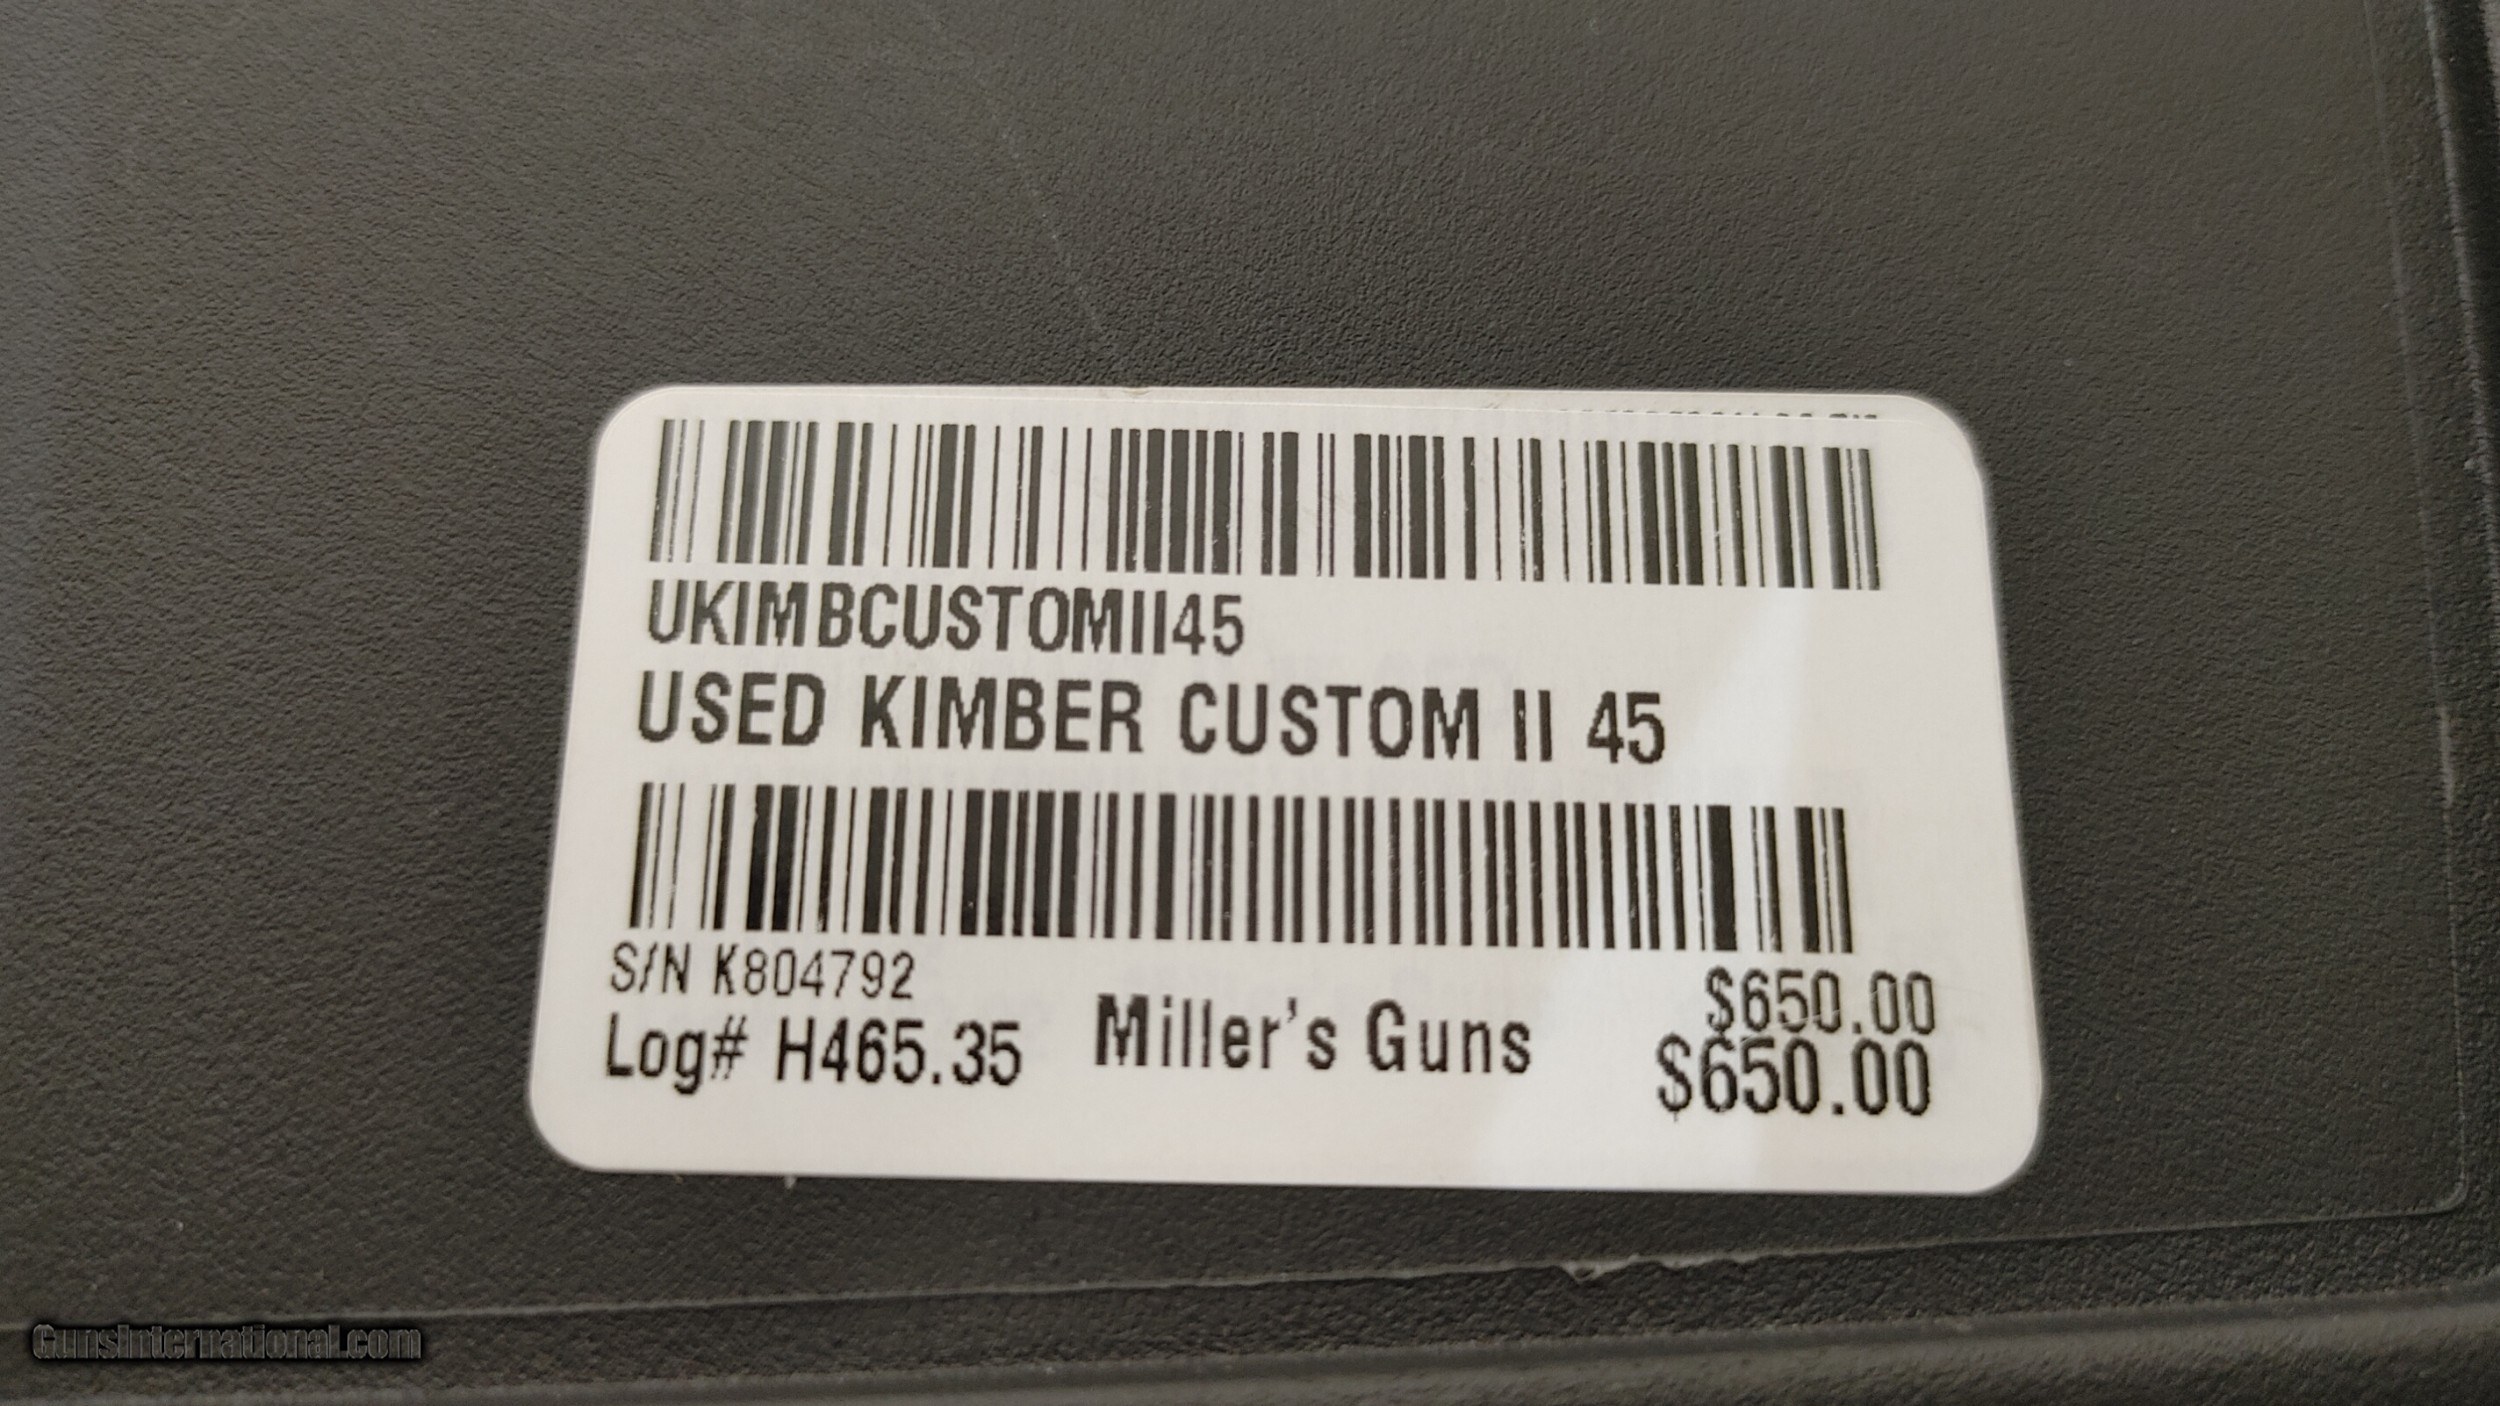 UKIMBCUSTOMII45
USED KIMBER CUSTOM II 45
S/N K804792
$650.00
Log# H465.35
Miller's Guns
$650.00
GunsInternational.com